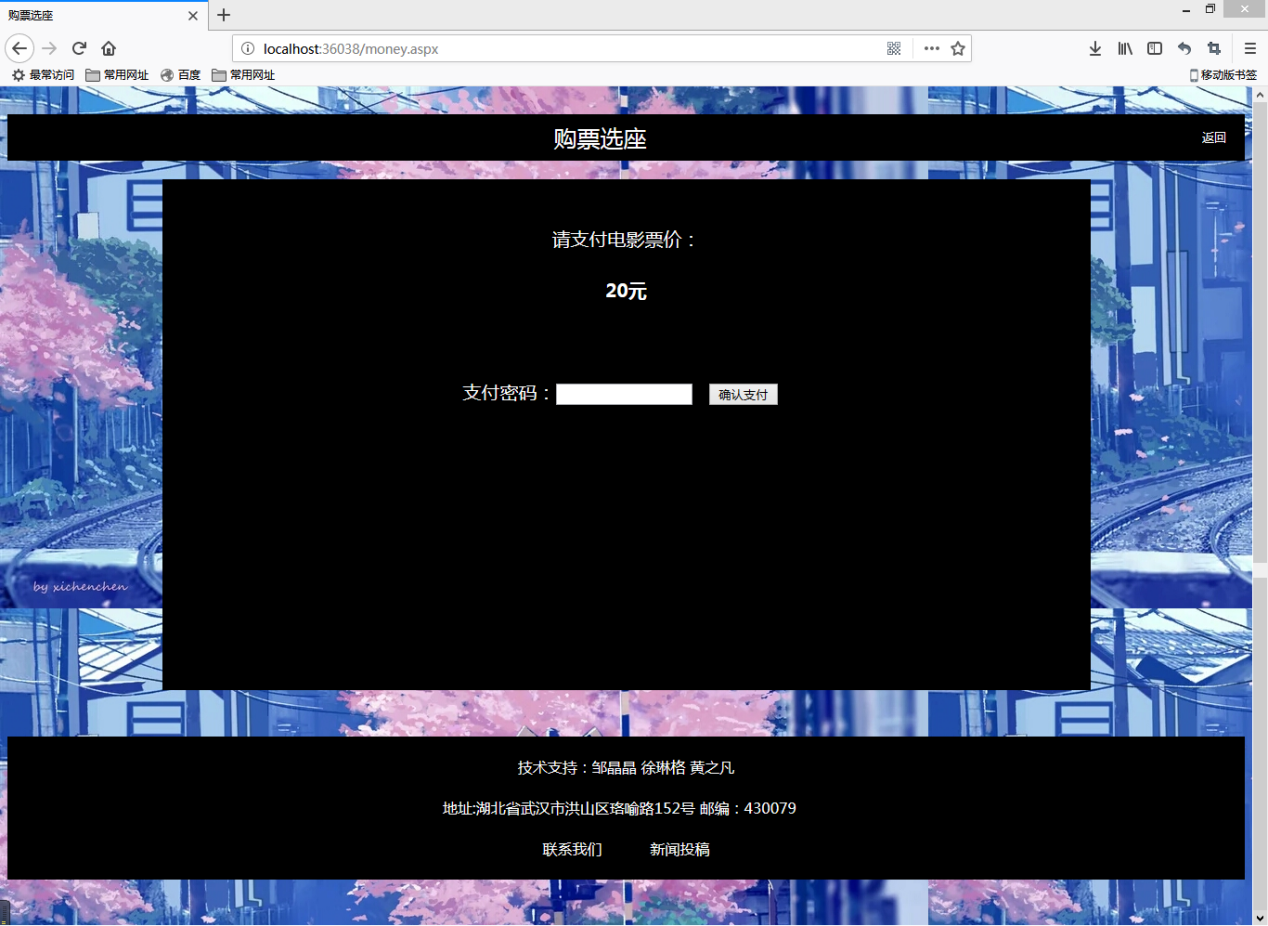 购票选座
localhost:36038/money.aspx
最常访问 常用网址 百度 常用网址 移动版书签
购票选座 返回
请支付电影票价：
20元
支付密码： 确认支付
by xichenchen
技术支持：邹晶晶 徐琳格 黄之凡
地址:湖北省武汉市洪山区珞喻路152号 邮编：430079
联系我们 新闻投稿